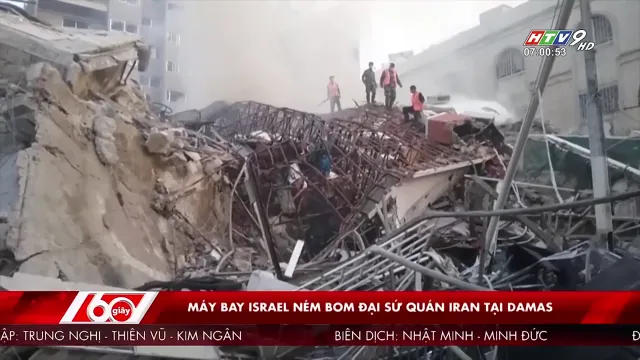 HTV9 HD
07:00:53
60 giây
MÁY BAY ISRAEL NÉM BOM ĐẠI SỨ QUÁN IRAN TẠI DAMAS
ẬP: TRUNG NGHỊ - THIÊN VŨ - KIM NGÂN
BIÊN DỊCH: NHẬT MINH - MINH ĐỨC